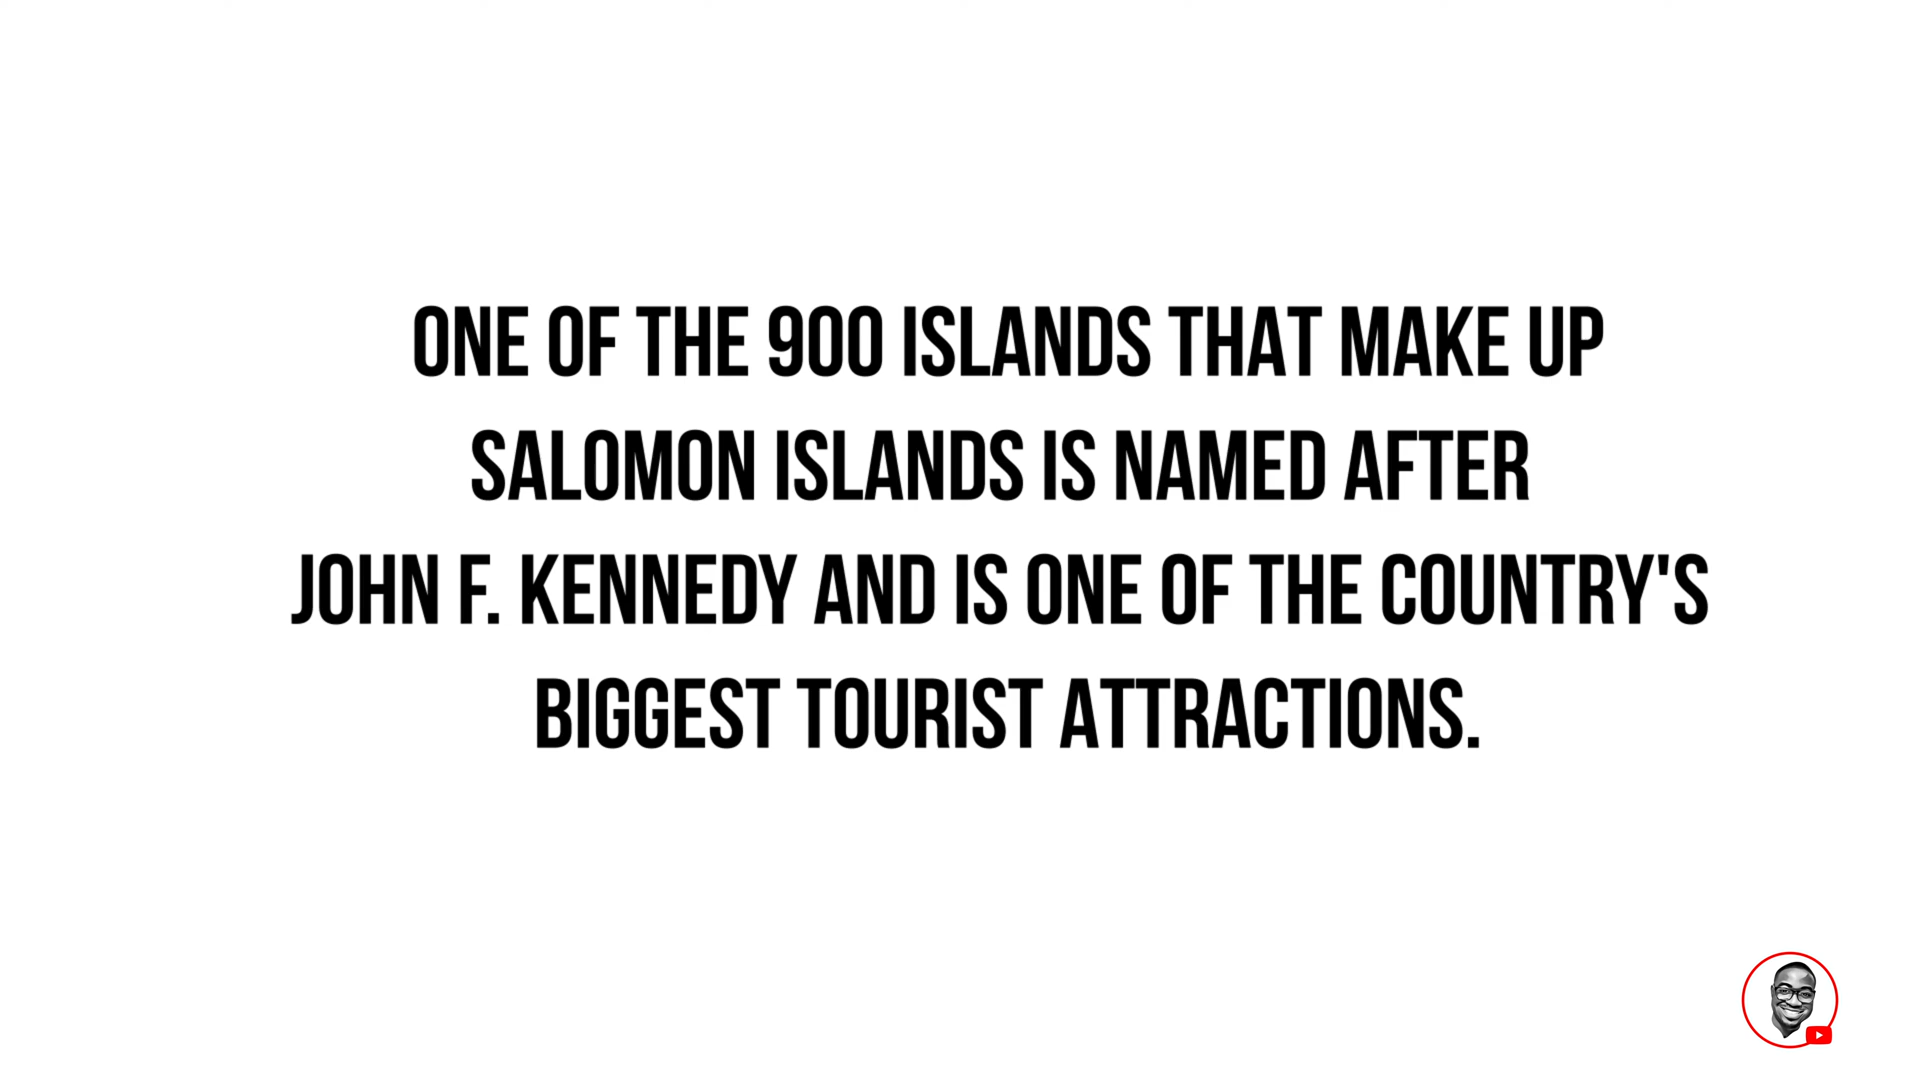 ONE OF THE 900 ISLANDS THAT MAKE UP
SALOMON ISLANDS IS NAMED AFTER
JOHN F. KENNEDY AND IS ONE OF THE COUNTRY'S
BIGGEST TOURIST ATTRACTIONS.